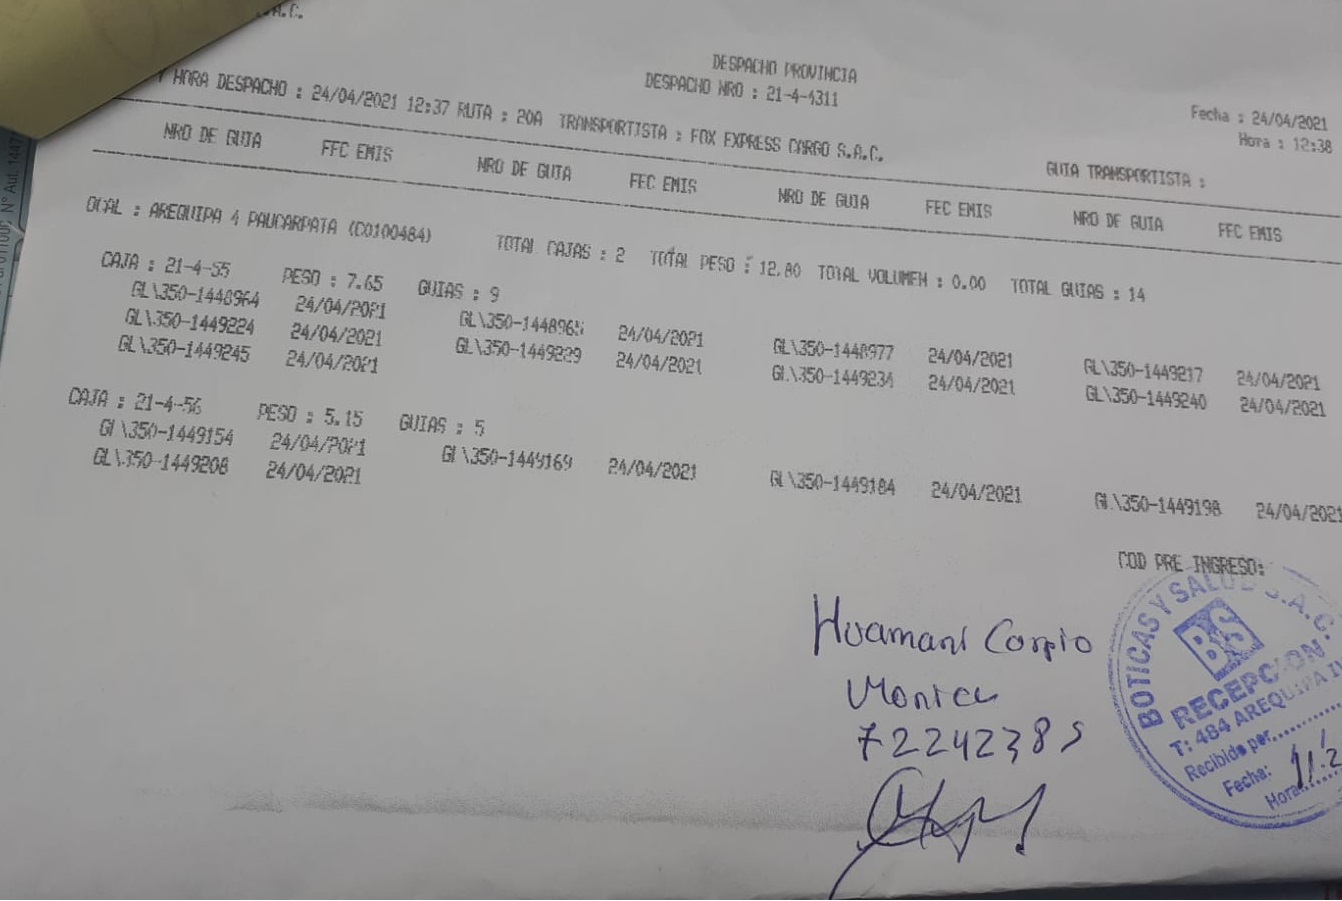 A.C.
DESPACHO PROVINCIA
DESPACHO NRO : 21-4-4311
Fecha : 24/04/2021
Hora : 12:38
Y HORA DESPACHO : 24/04/2021 12:37 RUTA : 20A TRANSPORTISTA : FOX EXPRESS CARGO S.A.C.
GUIA TRANSPORTISTA :
NRO DE GUIA FEC EMIS NRO DE GUIA FEC EMIS NRO DE GUIA FEC EMIS NRO DE GUIA FEC EMIS
OCAL : AREQUIPA 4 PAUCARPATA (C0100484) TOTAL CAJAS : 2 TOTAL PESO : 12.80 TOTAL VOLUMEN : 0.00 TOTAL GUIAS : 14
CAJA : 21-4-55 PESO : 7.65 GUIAS : 9
GL\350-1448964 24/04/2021 GL\350-1448965 24/04/2021 GL\350-1448977 24/04/2021 GL\350-1449217 24/04/2021
GL\350-1449224 24/04/2021 GL\350-1449229 24/04/2021 GL\350-1449234 24/04/2021 GL\350-1449240 24/04/2021
GL\350-1449245 24/04/2021
CAJA : 21-4-56 PESO : 5.15 GUIAS : 5
GL\350-1449154 24/04/2021 GL\350-1449169 24/04/2021 GL\350-1449184 24/04/2021 GL\350-1449198 24/04/2021
GL\350-1449208 24/04/2021
COD PRE INGRESO:
Huamani Carpio
Monica
72242385
BOTICAS Y SALUD S.A.C.
BS
RECEPCION
T: 484 AREQUIPA IV
Recibido por
Fecha:
Hora
11:2
Nº Aut. 1447